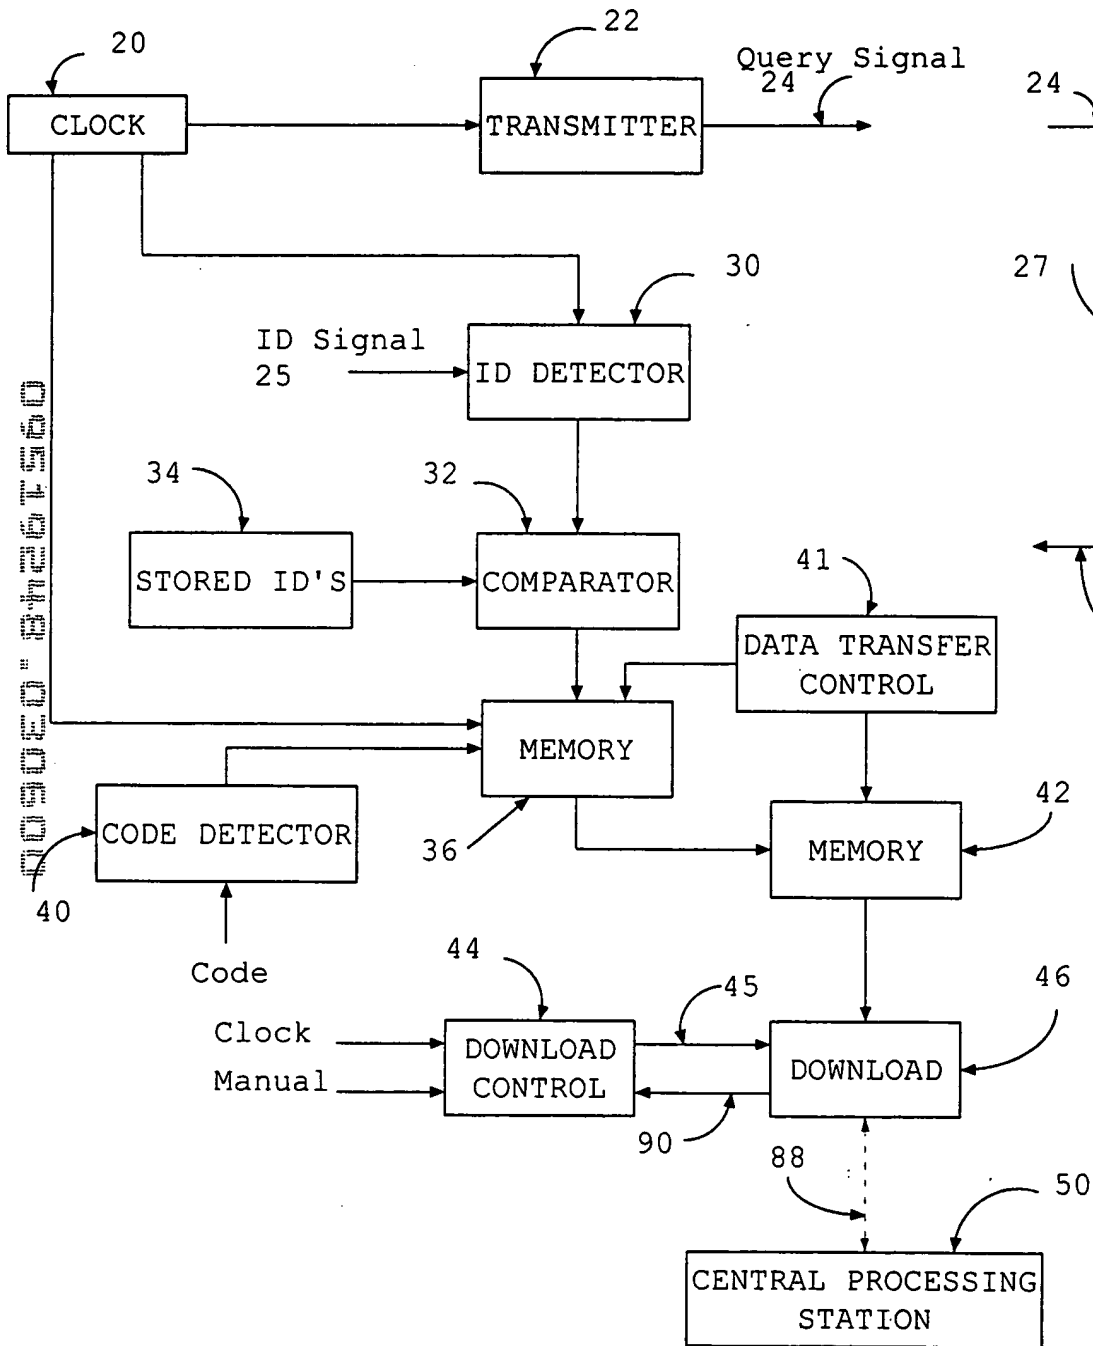 20
22
Query Signal
24
24
CLOCK
TRANSMITTER
30
27
ID Signal
25
ID DETECTOR
09519248.030500
34
32
STORED ID'S
COMPARATOR
41
DATA TRANSFER
CONTROL
MEMORY
CODE DETECTOR
36
42
MEMORY
40
Code
44
45
46
Clock
Manual
DOWNLOAD
CONTROL
DOWNLOAD
90
88
50
CENTRAL PROCESSING
STATION